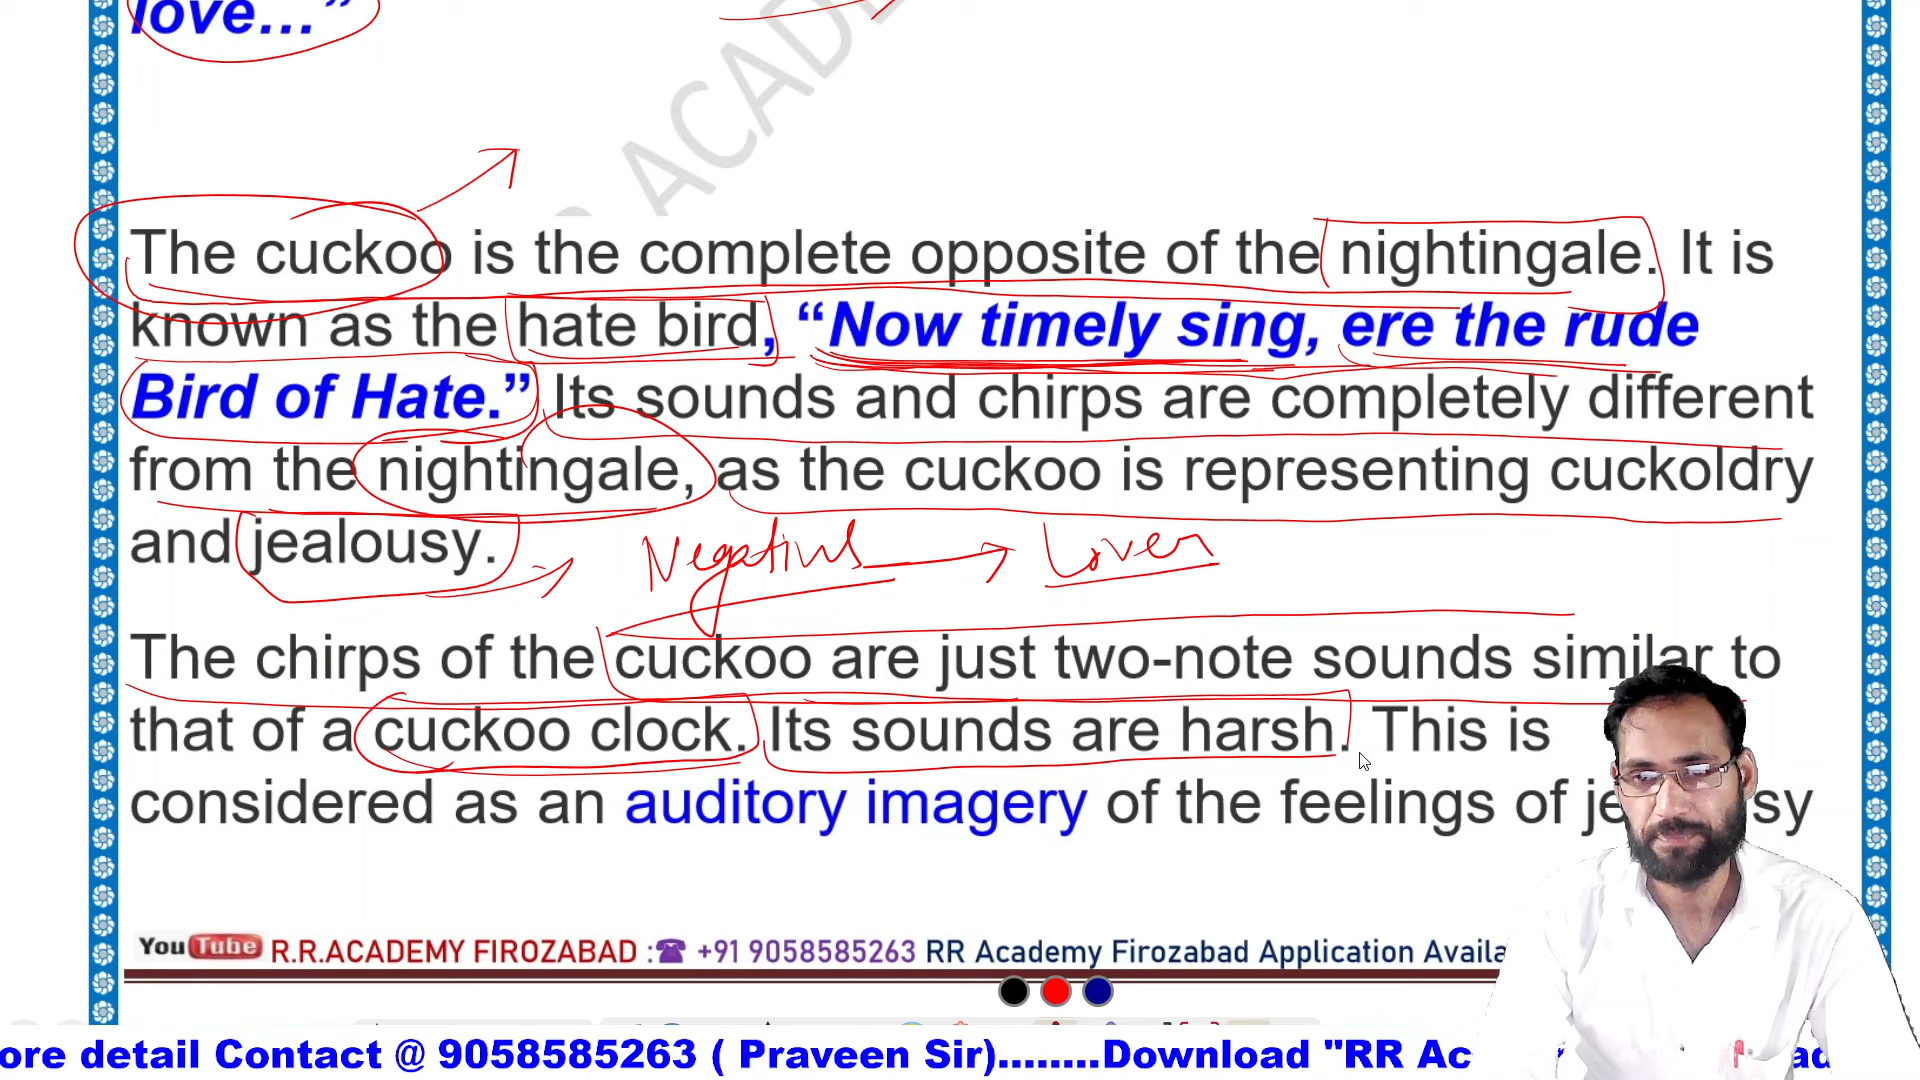 love…”
R ACADE
The cuckoo is the complete opposite of the nightingale. It is
known as the hate bird, “Now timely sing, ere the rude
Bird of Hate.” Its sounds and chirps are completely different
from the nightingale, as the cuckoo is representing cuckoldry
and jealousy.
Lover
The chirps of the cuckoo are just two-note sounds similar to
that of a cuckoo clock. Its sounds are harsh. This is
considered as an auditory imagery of the feelings of je sy
YouTube R.R.ACADEMY FIROZABAD :☎ +91 9058585263 RR Academy Firozabad Application Availa
ore detail Contact @ 9058585263 ( Praveen Sir)........Download "RR Ac ad